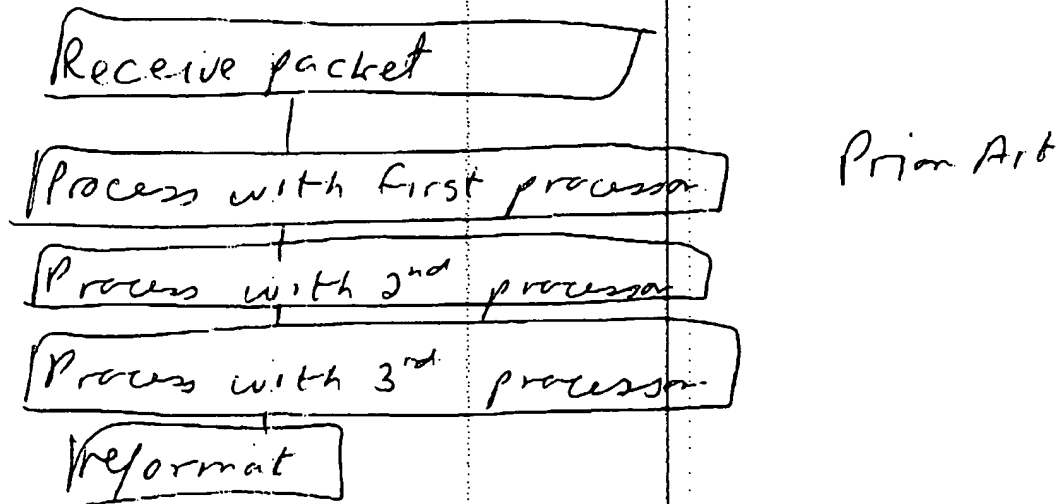 Receive packet
Process with first processor
Prior Art
Process with 2nd processor
Process with 3rd processor
reformat